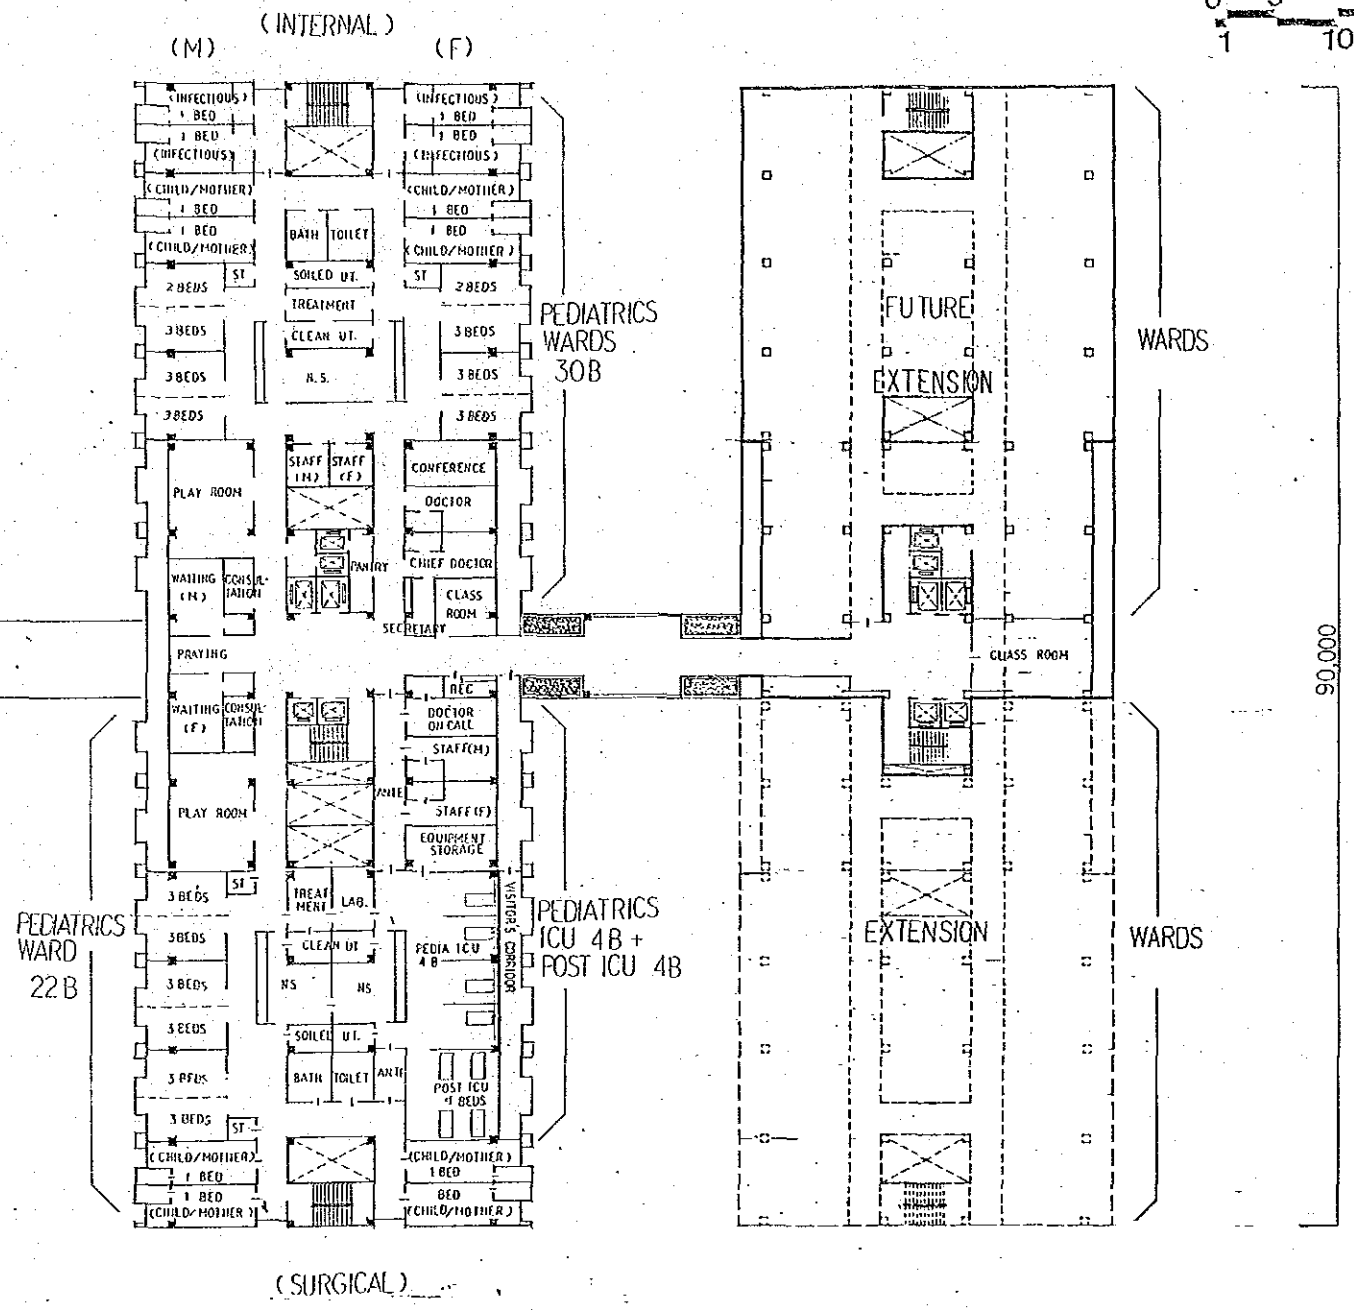 (INTERNAL)
(M)
(F)
1
10
(INFECTIOUS)
1 BED
1 BED
(INFECTIOUS)
(CHILD/MOTHER)
1 BED
1 BED
(CHILD/MOTHER)
2 BEDS
ST
3 BEDS
3 BEDS
3 BEDS
BATH
TOILET
SOILED UT.
TREATMENT
CLEAN UT.
N.S.
(INFECTIOUS)
1 BED
1 BED
(INFECTIOUS)
(CHILD/MOTHER)
1 BED
1 BED
(CHILD/MOTHER)
ST
2 BEDS
3 BEDS
3 BEDS
3 BEDS
PEDIATRICS
WARDS
30B
PLAY ROOM
STAFF
(M)
STAFF
(F)
CONFERENCE
DOCTOR
CHIEF DOCTOR
CLASS
ROOM
PANTRY
SECRETARY
WAITING
(M)
CONSUL-
TATION
PRAYING
WAITING
(F)
CONSUL-
TATION
PLAY ROOM
REC
DOCTOR
ON CALL
STAFF(M)
ANTE
STAFF(F)
EQUIPMENT
STORAGE
PEDIATRICS
WARD
22B
3 BEDS
ST
3 BEDS
3 BEDS
3 BEDS
3 BEDS
3 BEDS
ST
(CHILD/MOTHER)
1 BED
1 BED
(CHILD/MOTHER)
TREAT
MENT
LAB.
CLEAN UT
NS
NS
SOILED UT.
BATH
TOILET
ANTE
PEDIA ICU
4 B
VISITOR'S CORRIDOR
POST ICU
4 BEDS
(CHILD/MOTHER)
1 BED
BED
(CHILD/MOTHER)
PEDIATRICS
ICU 4B +
POST ICU 4B
(SURGICAL)
FUTURE
EXTENSION
WARDS
CLASS ROOM
EXTENSION
WARDS
90,000